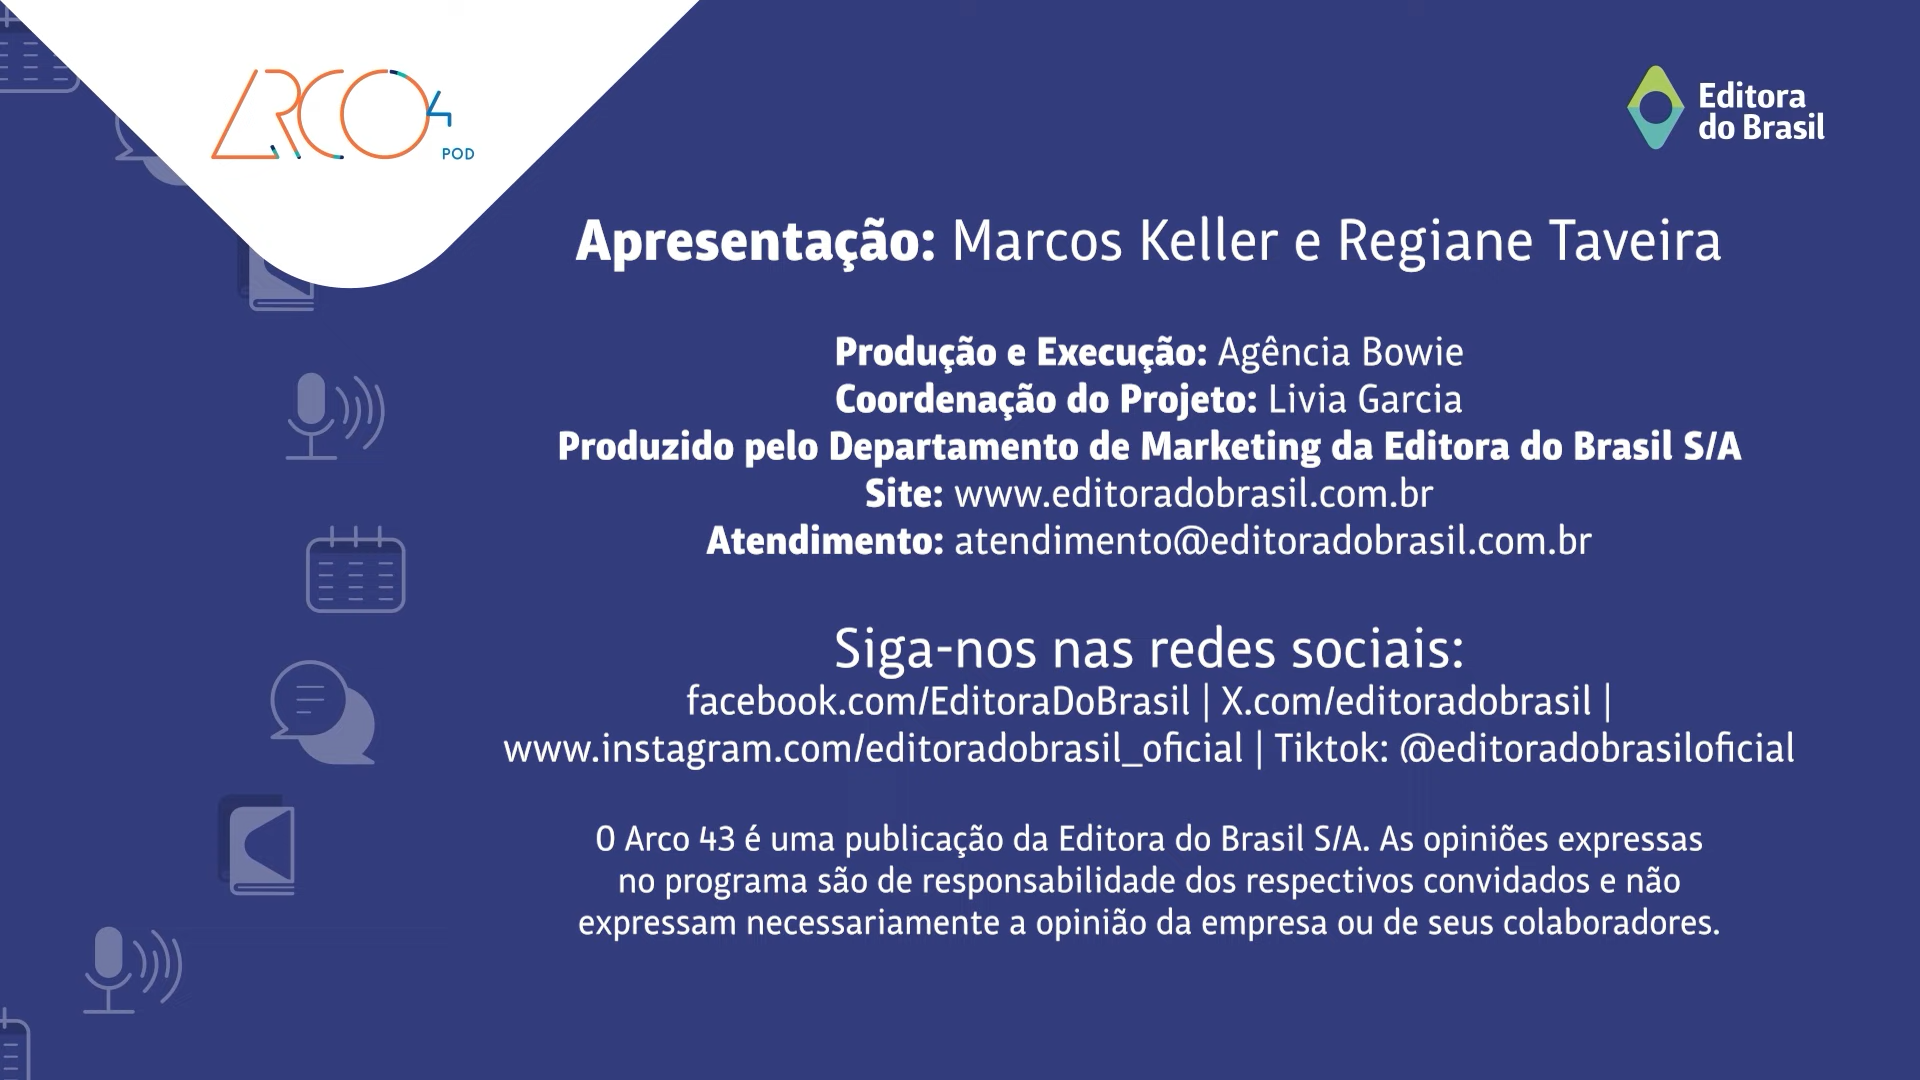 ARCO4
POD
Editora
do Brasil
Apresentação: Marcos Keller e Regiane Taveira
Produção e Execução: Agência Bowie
Coordenação do Projeto: Livia Garcia
Produzido pelo Departamento de Marketing da Editora do Brasil S/A
Site: www.editoradobrasil.com.br
Atendimento: atendimento@editoradobrasil.com.br
Siga-nos nas redes sociais:
facebook.com/EditoraDoBrasil | X.com/editoradobrasil |
www.instagram.com/editoradobrasil_oficial | Tiktok: @editoradobrasiloficial
O Arco 43 é uma publicação da Editora do Brasil S/A. As opiniões expressas
no programa são de responsabilidade dos respectivos convidados e não
expressam necessariamente a opinião da empresa ou de seus colaboradores.